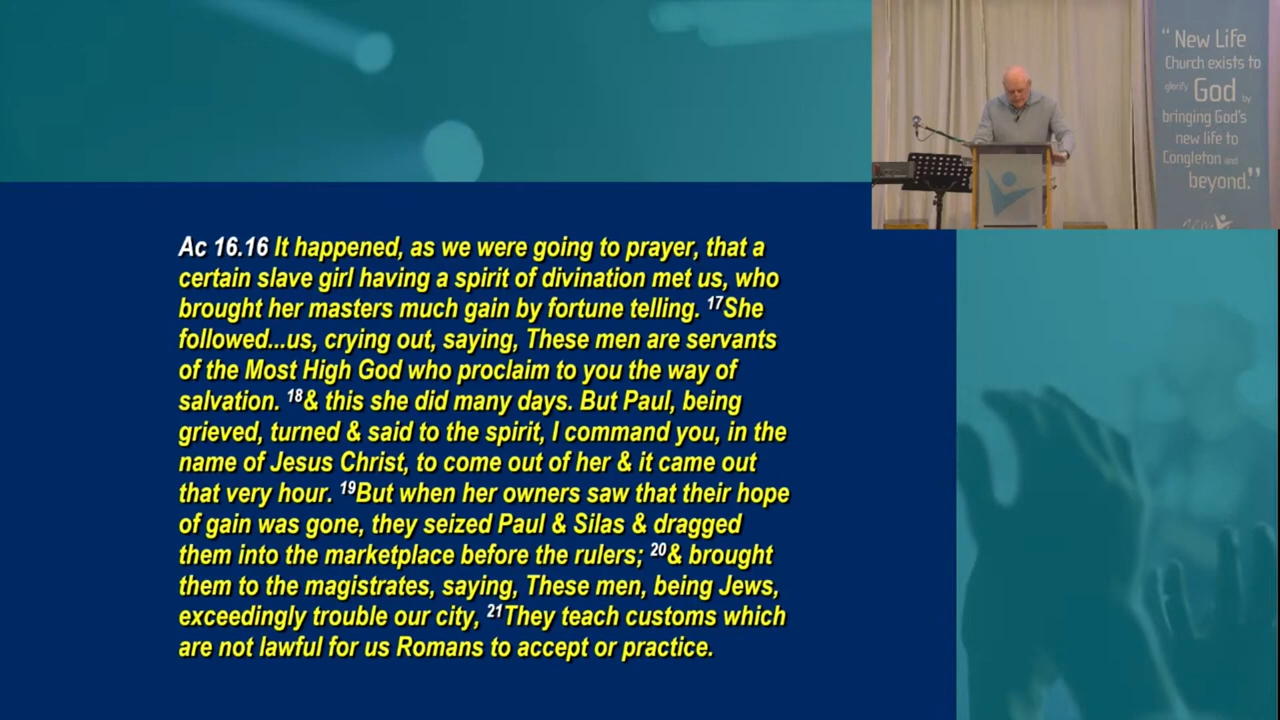 Ac 16.16 It happened, as we were going to prayer, that a
certain slave girl having a spirit of divination met us, who
brought her masters much gain by fortune telling. 17She
followed...us, crying out, saying, These men are servants
of the Most High God who proclaim to you the way of
salvation. 18& this she did many days. But Paul, being
grieved, turned & said to the spirit, I command you, in the
name of Jesus Christ, to come out of her & it came out
that very hour. 19But when her owners saw that their hope
of gain was gone, they seized Paul & Silas & dragged
them into the marketplace before the rulers; 20& brought
them to the magistrates, saying, These men, being Jews,
exceedingly trouble our city, 21They teach customs which
are not lawful for us Romans to accept or practice.
“New Life
Church exists to
glorify God by
bringing God's
new life to
Congleton and
beyond.”